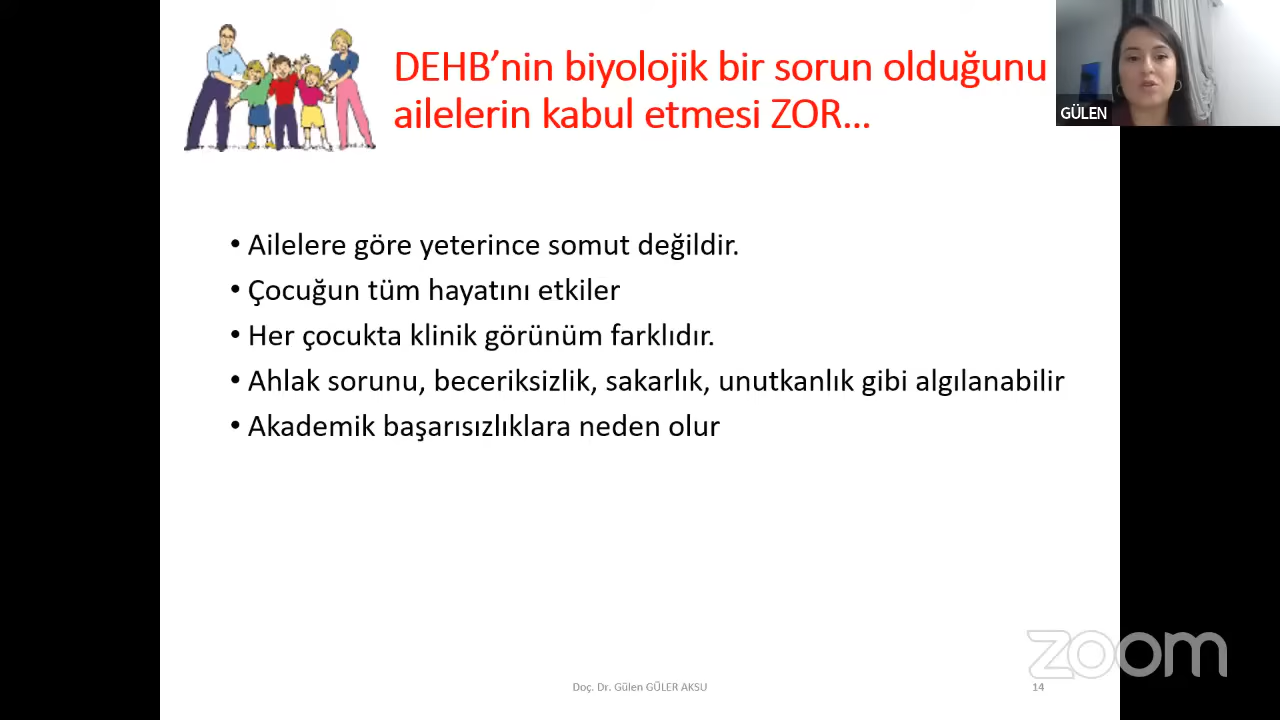 DEHB’nin biyolojik bir sorun olduğunu
ailelerin kabul etmesi ZOR...
GÜLEN
• Ailelere göre yeterince somut değildir.
• Çocuğun tüm hayatını etkiler
• Her çocukta klinik görünüm farklıdır.
• Ahlak sorunu, beceriksizlik, sakarlık, unutkanlık gibi algılanabilir
• Akademik başarısızlıklara neden olur
zoom
Doç. Dr. Gülen GÜLER AKSU
14